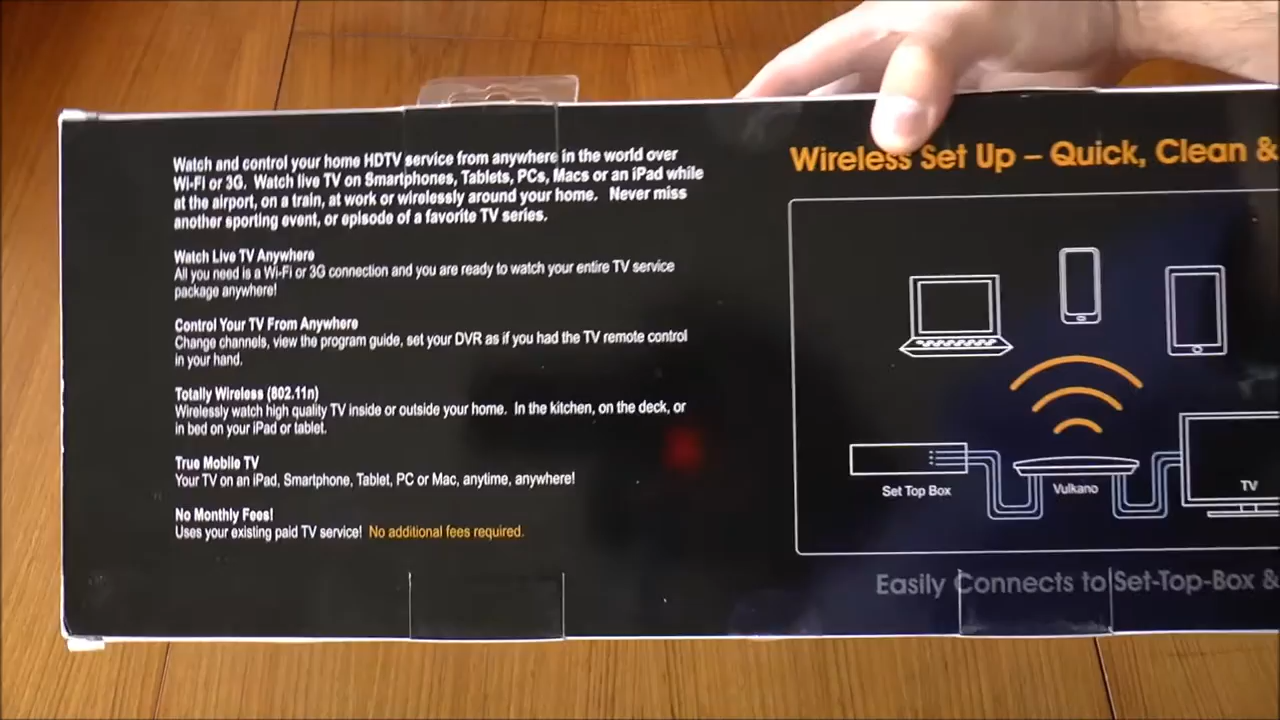 Watch and control your home HDTV service from anywhere in the world over
Wi-Fi or 3G. Watch live TV on Smartphones, Tablets, PCs, Macs or an iPad while
at the airport, on a train, at work or wirelessly around your home. Never miss
another sporting event, or episode of a favorite TV series.
Watch Live TV Anywhere
All you need is a Wi-Fi or 3G connection and you are ready to watch your entire TV service
package anywhere!
Control Your TV From Anywhere
Change channels, view the program guide, set your DVR as if you had the TV remote control
in your hand.
Totally Wireless (802.11n)
Wirelessly watch high quality TV inside or outside your home. In the kitchen, on the deck, or
in bed on your iPad or tablet.
True Mobile TV
Your TV on an iPad, Smartphone, Tablet, PC or Mac, anytime, anywhere!
No Monthly Fees!
Uses your existing paid TV service! No additional fees required.
Wireless Set Up – Quick, Clean &
Set Top Box
Vulkano
TV
Easily Connects to Set-Top-Box &